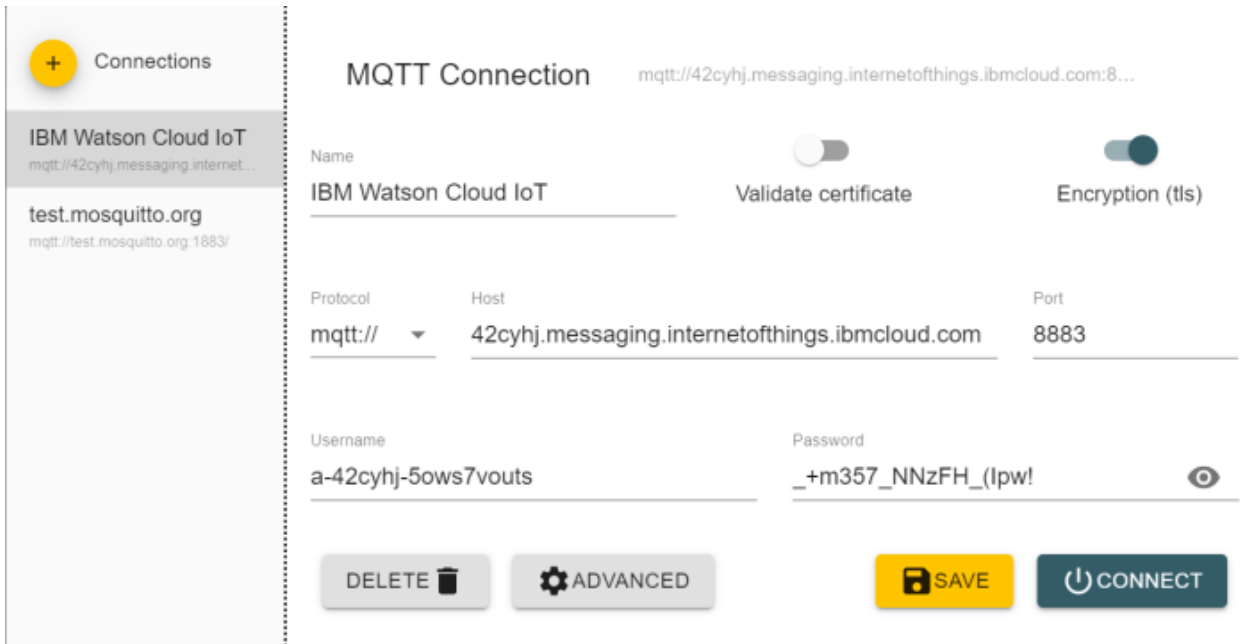 + Connections
IBM Watson Cloud IoT
mqtt://42cyhj.messaging.internet...
test.mosquitto.org
mqtt://test.mosquitto.org:1883/
MQTT Connection mqtt://42cyhj.messaging.internetofthings.ibmcloud.com:8...
Name
IBM Watson Cloud IoT
Validate certificate
Encryption (tls)
Protocol Host Port
mqtt:// 42cyhj.messaging.internetofthings.ibmcloud.com 8883
Username Password
a-42cyhj-5ows7vouts _+m357_NNzFH_(Ipw!
DELETE ADVANCED SAVE CONNECT